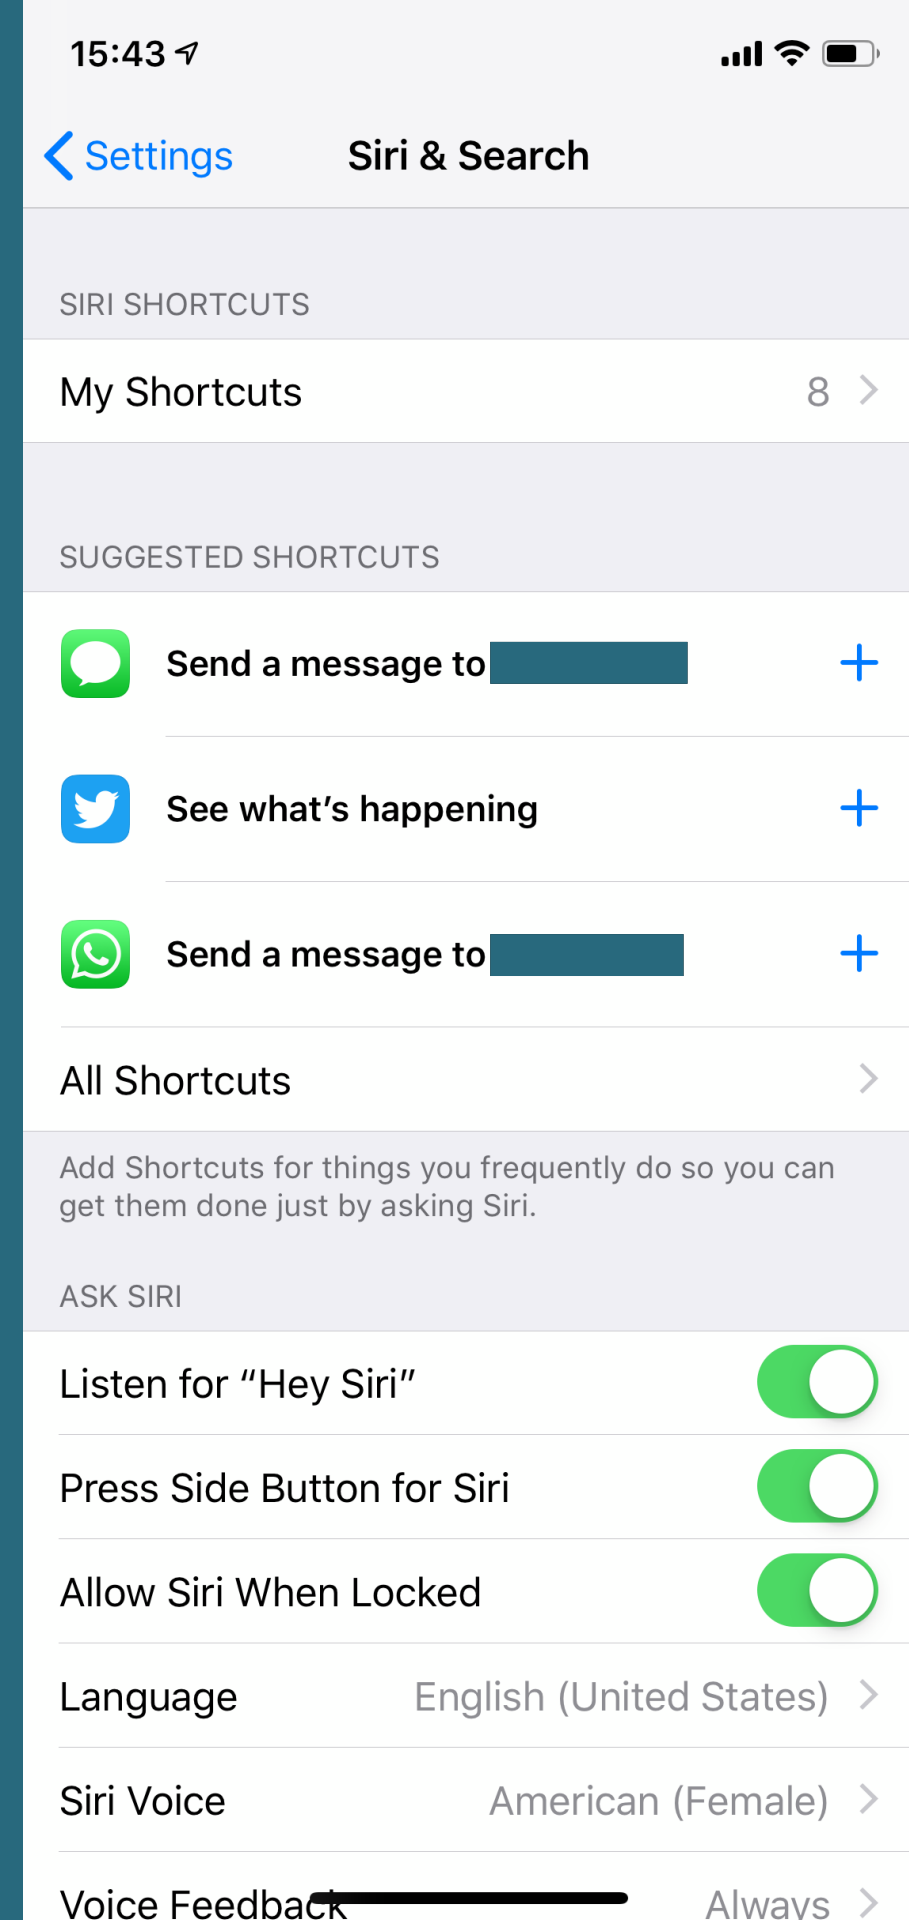 15:43
Settings
Siri & Search
SIRI SHORTCUTS
My Shortcuts 8
SUGGESTED SHORTCUTS
Send a message to
See what’s happening
Send a message to
All Shortcuts
Add Shortcuts for things you frequently do so you can
get them done just by asking Siri.
ASK SIRI
Listen for “Hey Siri”
Press Side Button for Siri
Allow Siri When Locked
Language English (United States)
Siri Voice American (Female)
Voice Feedback Always